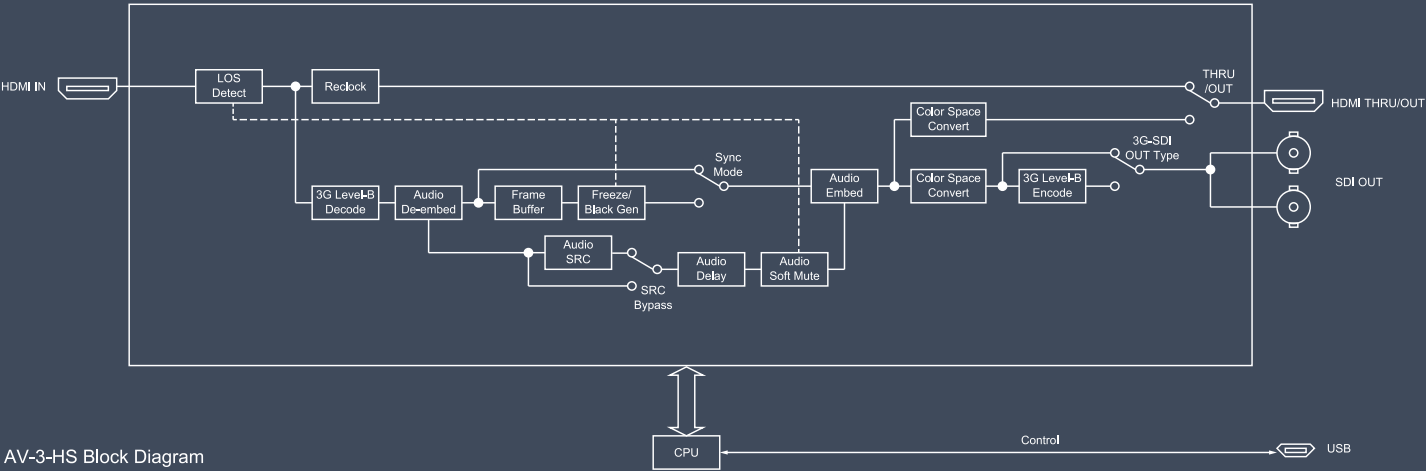 HDMI IN
LOS
Detect
Reclock
THRU
/OUT
HDMI THRU/OUT
Color Space
Convert
3G-SDI
OUT Type
SDI OUT
3G Level-B
Decode
Audio
De-embed
Frame
Buffer
Freeze/
Black Gen
Sync
Mode
Audio
Embed
Color Space
Convert
3G Level-B
Encode
Audio
SRC
SRC
Bypass
Audio
Delay
Audio
Soft Mute
CPU
Control
USB
AV-3-HS Block Diagram